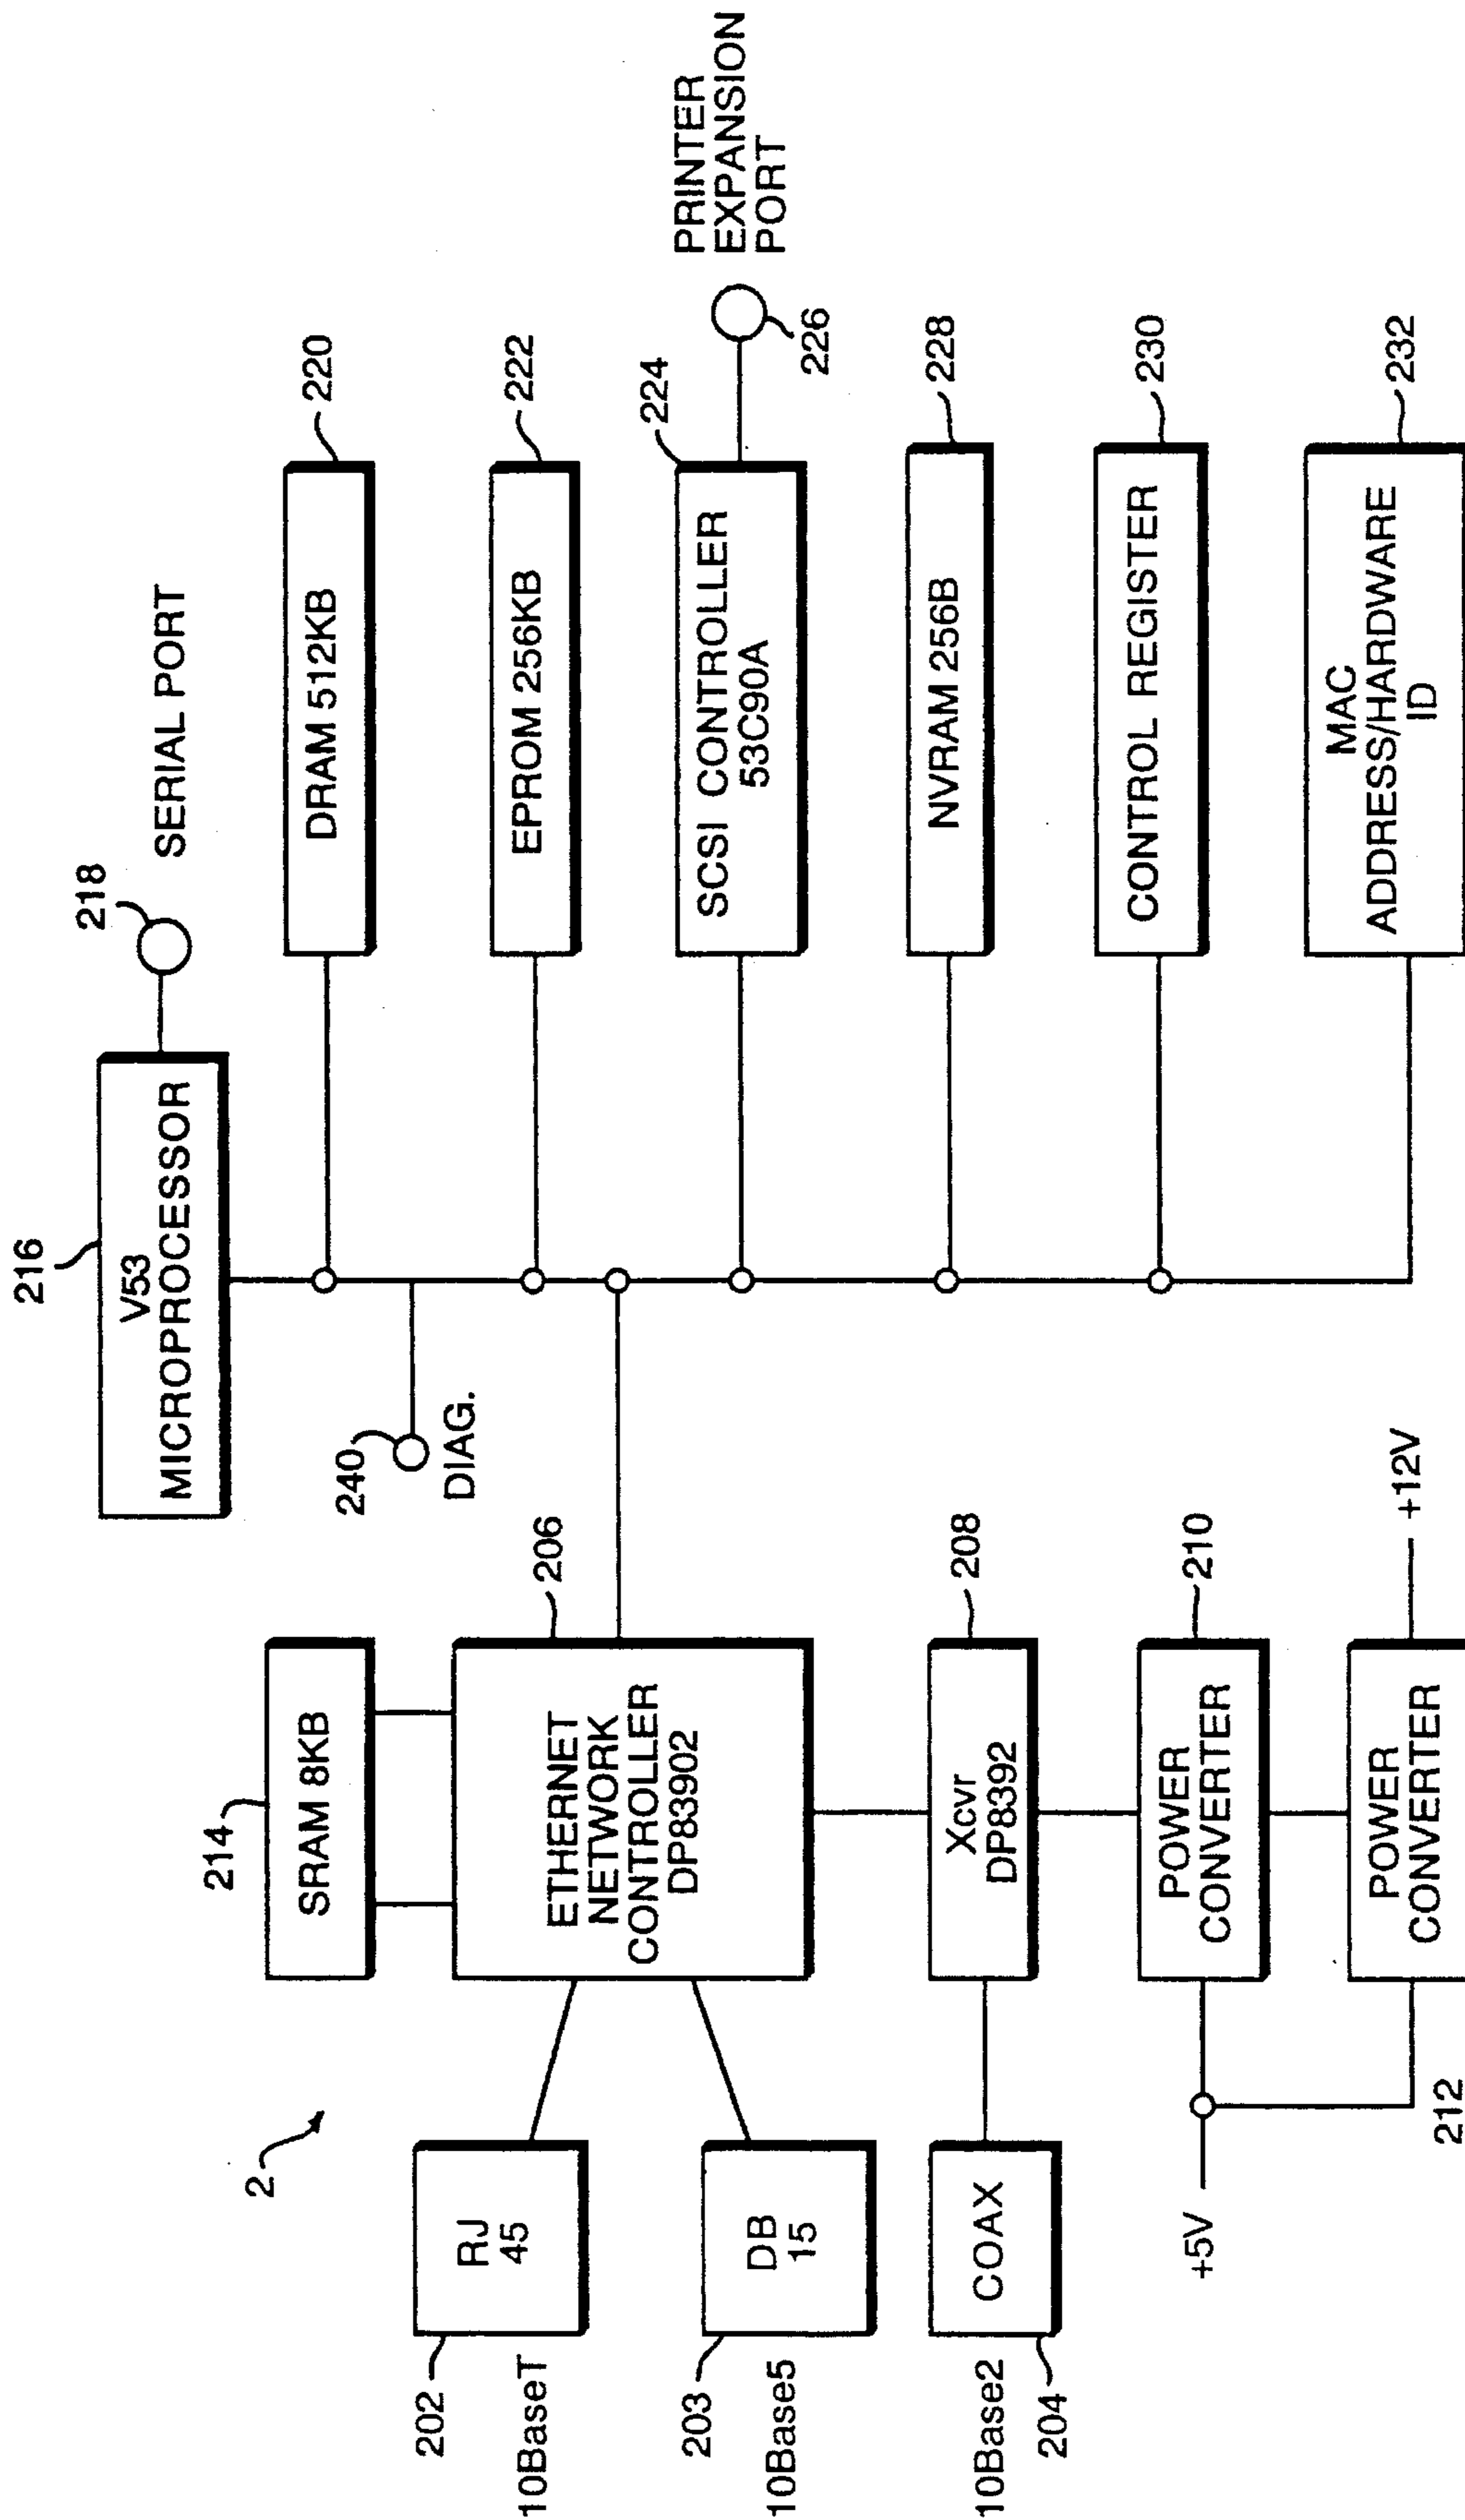 216
V53
MICROPROCESSOR
218
SERIAL PORT
214
SRAM 8KB
240
DIAG.
DRAM 512KB
220
2
206
ETHERNET
NETWORK
CONTROLLER
DP83902
EPROM 256KB
222
202
RJ
45
10BaseT
SCSI CONTROLLER
53C90A
224
226
PRINTER
EXPANSION
PORT
203
DB
15
10Base5
208
Xcvr
DP8392
NVRAM 256B
228
COAX
10Base2
204
210
POWER
CONVERTER
CONTROL REGISTER
230
+5V
POWER
CONVERTER
212
+12V
MAC
ADDRESS/HARDWARE
ID
232